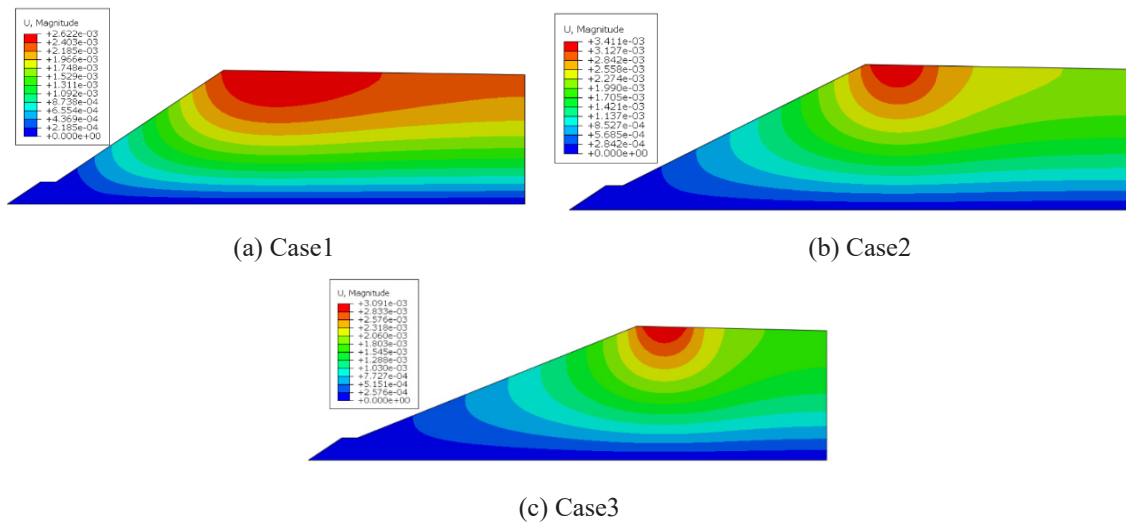 U, Magnitude
+2.622e-03
+2.403e-03
+2.185e-03
+1.966e-03
+1.748e-03
+1.529e-03
+1.311e-03
+1.092e-03
+8.738e-04
+6.554e-04
+4.369e-04
+2.185e-04
+0.000e+00
(a) Case1
U, Magnitude
+3.411e-03
+3.127e-03
+2.842e-03
+2.558e-03
+2.274e-03
+1.990e-03
+1.705e-03
+1.421e-03
+1.137e-03
+8.527e-04
+5.685e-04
+2.842e-04
+0.000e+00
(b) Case2
U, Magnitude
+3.091e-03
+2.833e-03
+2.576e-03
+2.318e-03
+2.060e-03
+1.803e-03
+1.545e-03
+1.288e-03
+1.030e-03
+7.727e-04
+5.151e-04
+2.576e-04
+0.000e+00
(c) Case3